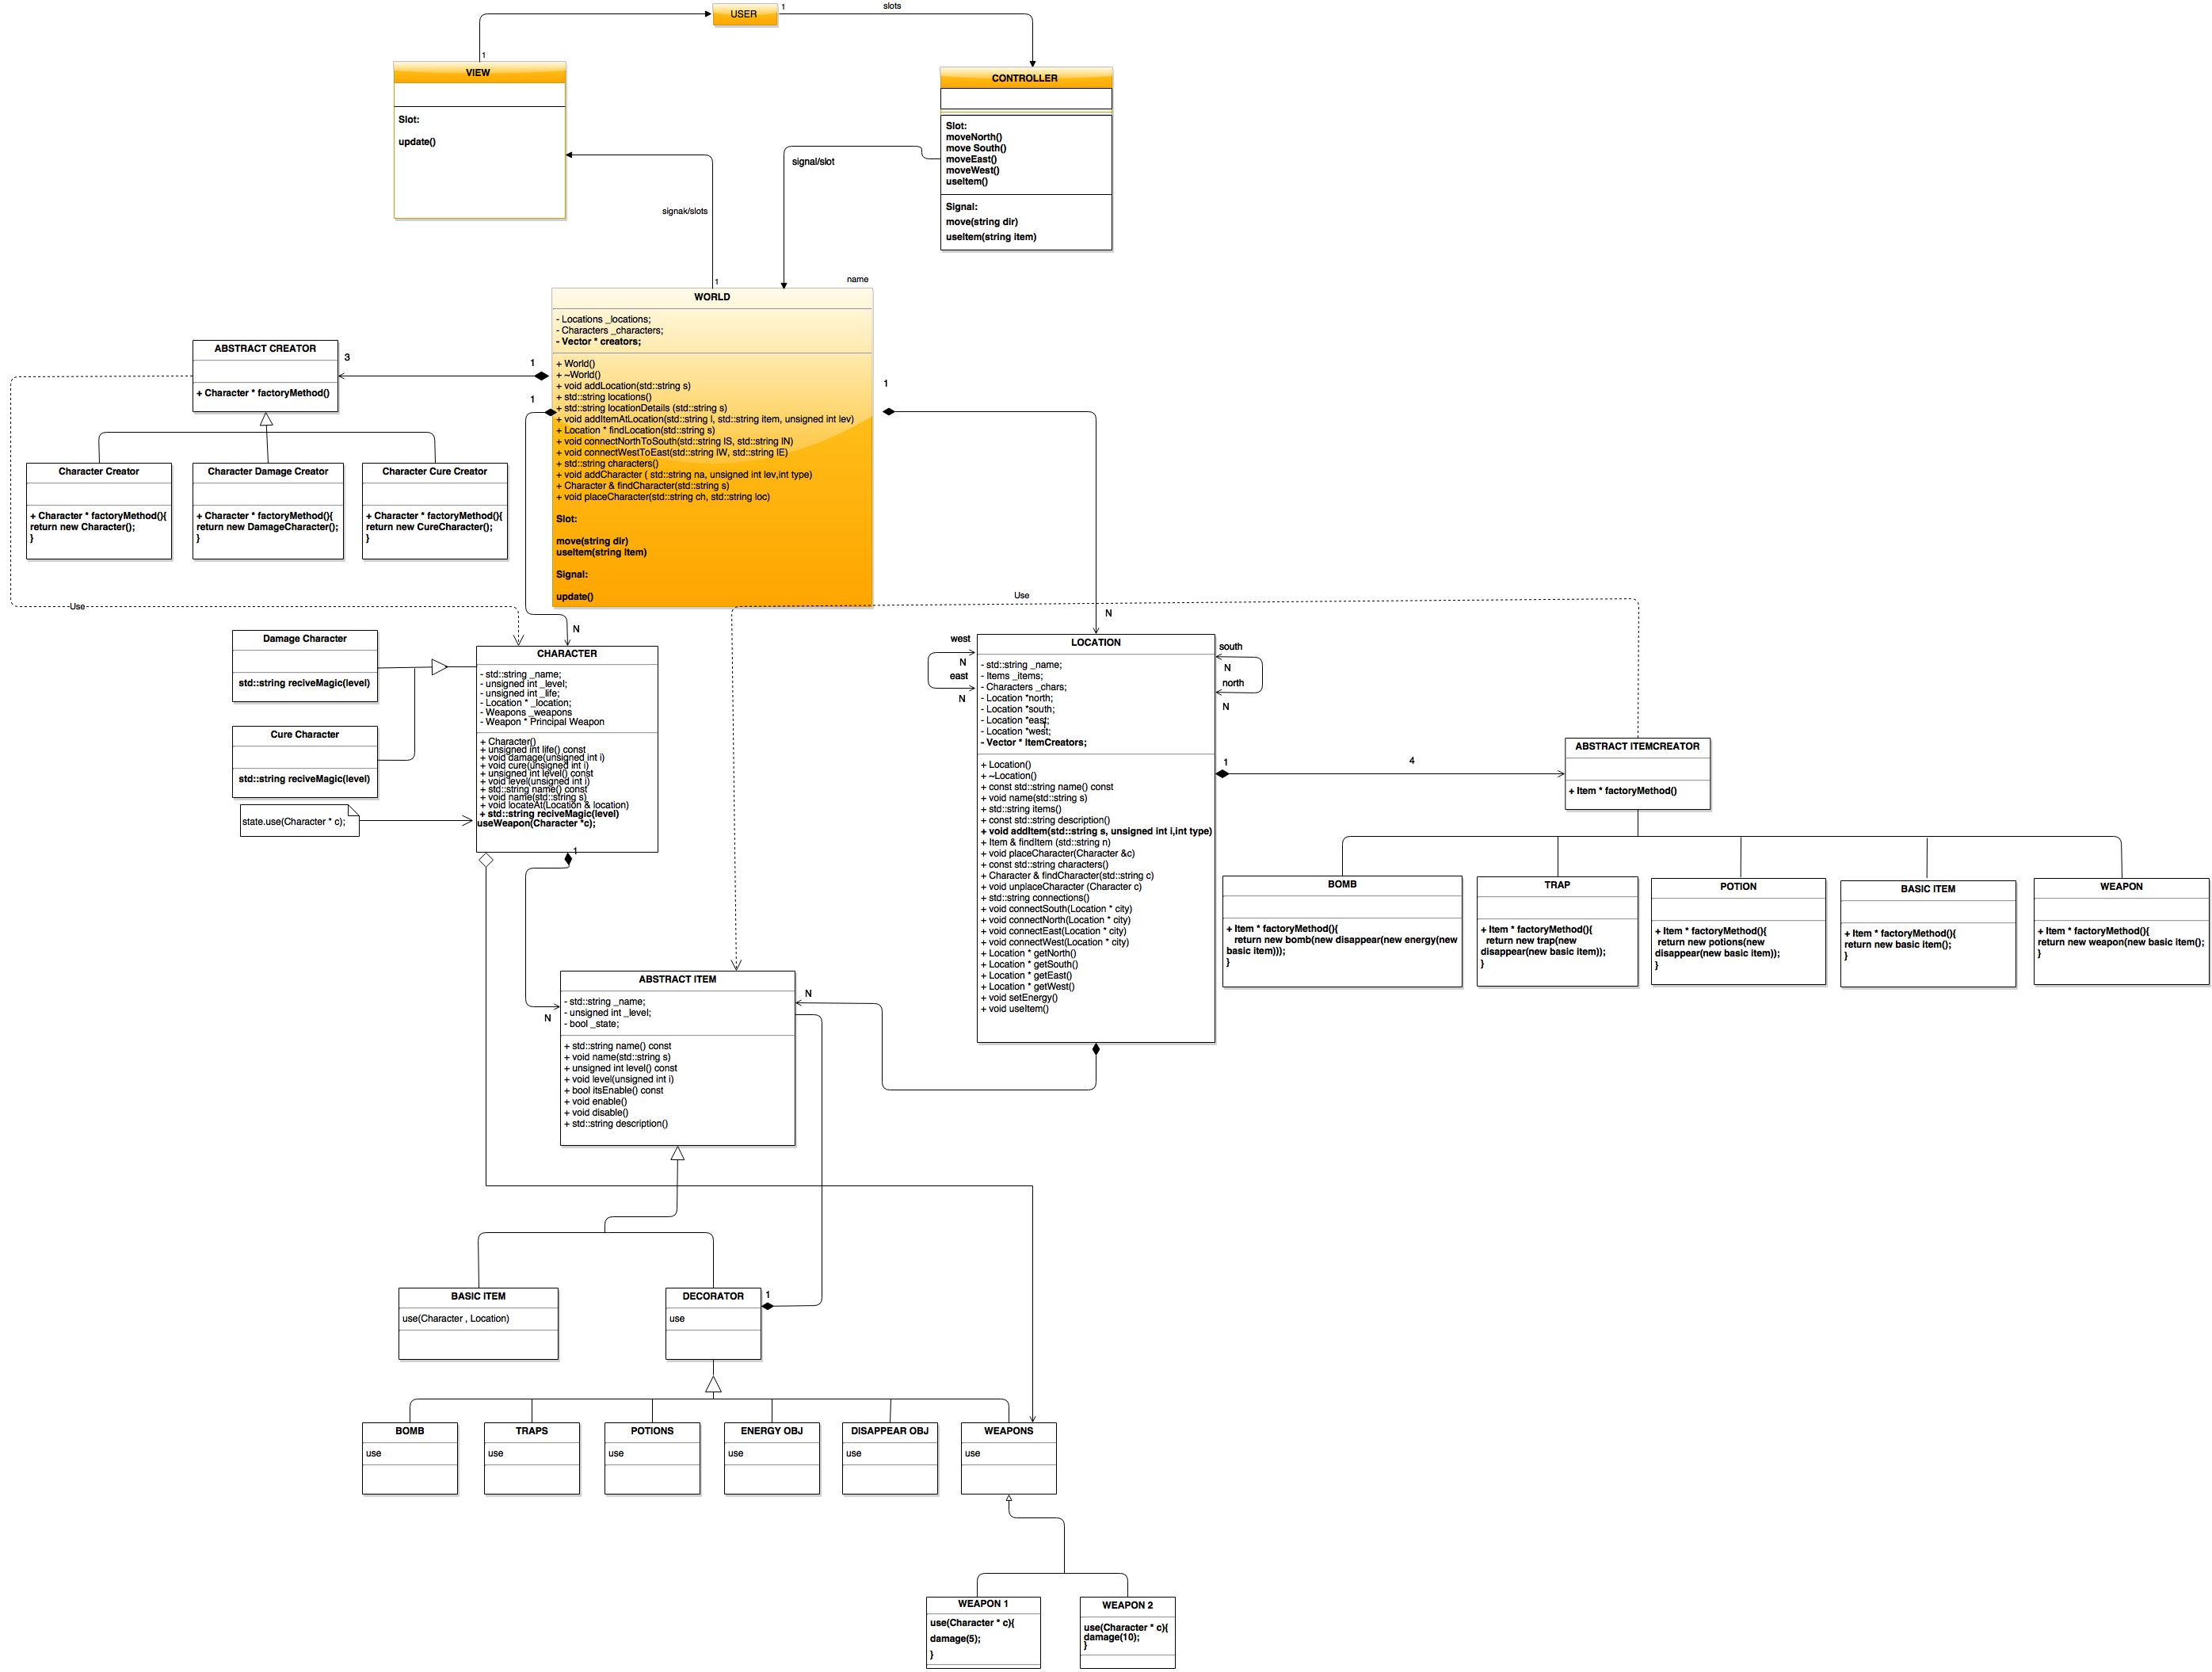 USER
1
slots
1
VIEW
Slot:
update()
CONTROLLER
Slot:
moveNorth()
move South()
moveEast()
moveWest()
useItem()
Signal:
move(string dir)
useItem(string item)
signal/slot
signak/slots
1
name
WORLD
- Locations _locations;
- Characters _characters;
- Vector * creators;
+ World()
+ ~World()
+ void addLocation(std::string s)
+ std::string locations()
+ std::string locationDetails (std::string s)
+ void addItemAtLocation(std::string l, std::string item, unsigned int lev)
+ Location * findLocation(std::string s)
+ void connectNorthToSouth(std::string lS, std::string lN)
+ void connectWestToEast(std::string lW, std::string lE)
+ std::string characters()
+ void addCharacter ( std::string na, unsigned int lev,int type)
+ Character & findCharacter(std::string s)
+ void placeCharacter(std::string ch, std::string loc)
Slot:
move(string dir)
useItem(string Item)
Signal:
update()
1
1
1
3
ABSTRACT CREATOR
+ Character * factoryMethod()
Character Creator
+ Character * factoryMethod(){
return new Character();
}
Character Damage Creator
+ Character * factoryMethod(){
return new DamageCharacter();
}
Character Cure Creator
+ Character * factoryMethod(){
return new CureCharacter();
}
Use
Use
N
N
Damage Character
std::string reciveMagic(level)
Cure Character
std::string reciveMagic(level)
state.use(Character * c);
CHARACTER
- std::string _name;
- unsigned int _level;
- unsigned int _life;
- Location * _location;
- Weapons _weapons
- Weapon * Principal Weapon
+ Character()
+ unsigned int life() const
+ void damage(unsigned int i)
+ void cure(unsigned int i)
+ unsigned int level() const
+ void level(unsigned int i)
+ std::string name() const
+ void name(std::string s)
+ void locateAt(Location & location)
+ std::string reciveMagic(level)
useWeapon(Character *c);
1
west
N
east
N
south
N
north
N
LOCATION
- std::string _name;
- Items _items;
- Characters _chars;
- Location *north;
- Location *south;
- Location *east;
- Location *west;
- Vector * ItemCreators;
+ Location()
+ ~Location()
+ const std::string name() const
+ void name(std::string s)
+ std::string items()
+ const std::string description()
+ void addItem(std::string s, unsigned int i,int type)
+ Item & findItem (std::string n)
+ void placeCharacter(Character &c)
+ const std::string characters()
+ Character & findCharacter(std::string c)
+ void unplaceCharacter (Character c)
+ std::string connections()
+ void connectSouth(Location * city)
+ void connectNorth(Location * city)
+ void connectEast(Location * city)
+ void connectWest(Location * city)
+ Location * getNorth()
+ Location * getSouth()
+ Location * getEast()
+ Location * getWest()
+ void setEnergy()
+ void useItem()
1
4
ABSTRACT ITEMCREATOR
+ Item * factoryMethod()
BOMB
+ Item * factoryMethod(){
return new bomb(new disappear(new energy(new
basic item)));
}
TRAP
+ Item * factoryMethod(){
return new trap(new
disappear(new basic item));
}
POTION
+ Item * factoryMethod(){
return new potions(new
disappear(new basic item));
}
BASIC ITEM
+ Item * factoryMethod(){
return new basic item();
}
WEAPON
+ Item * factoryMethod(){
return new weapon(new basic item();
}
ABSTRACT ITEM
- std::string _name;
- unsigned int _level;
- bool _state;
+ std::string name() const
+ void name(std::string s)
+ unsigned int level() const
+ void level(unsigned int i)
+ bool itsEnable() const
+ void enable()
+ void disable()
+ std::string description()
N
N
BASIC ITEM
use(Character , Location)
DECORATOR
use
1
BOMB
use
TRAPS
use
POTIONS
use
ENERGY OBJ
use
DISAPPEAR OBJ
use
WEAPONS
use
WEAPON 1
use(Character * c){
damage(5);
}
WEAPON 2
use(Character * c){
damage(10);
}